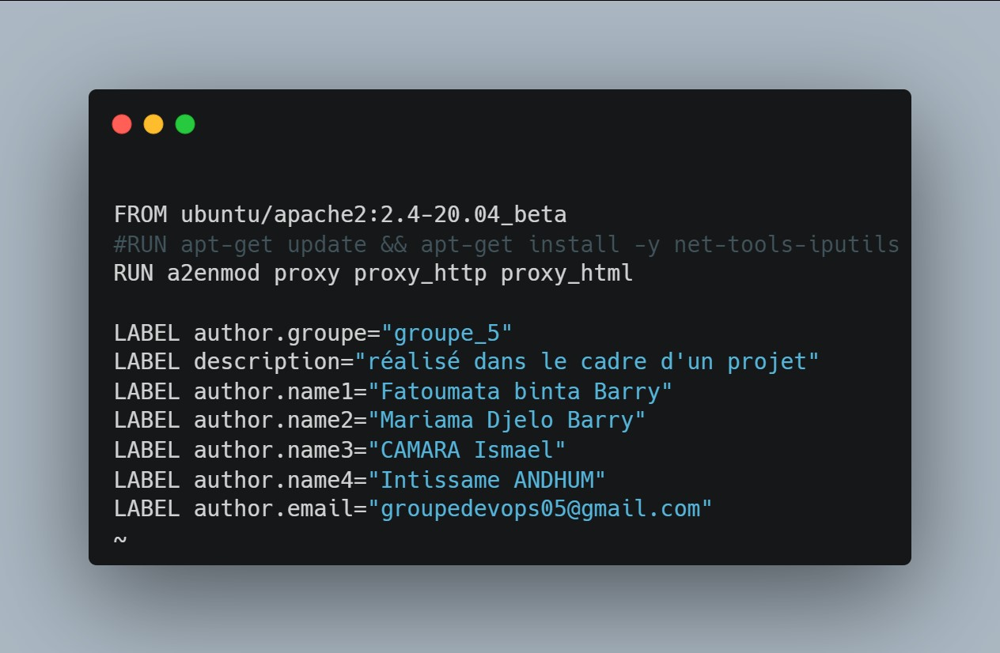 FROM ubuntu/apache2:2.4-20.04_beta
#RUN apt-get update && apt-get install -y net-tools-iputils
RUN a2enmod proxy proxy_http proxy_html
LABEL author.groupe="groupe_5"
LABEL description="réalisé dans le cadre d'un projet"
LABEL author.name1="Fatoumata binta Barry"
LABEL author.name2="Mariama Djelo Barry"
LABEL author.name3="CAMARA Ismael"
LABEL author.name4="Intissame ANDHUM"
LABEL author.email="groupedevops05@gmail.com"
~